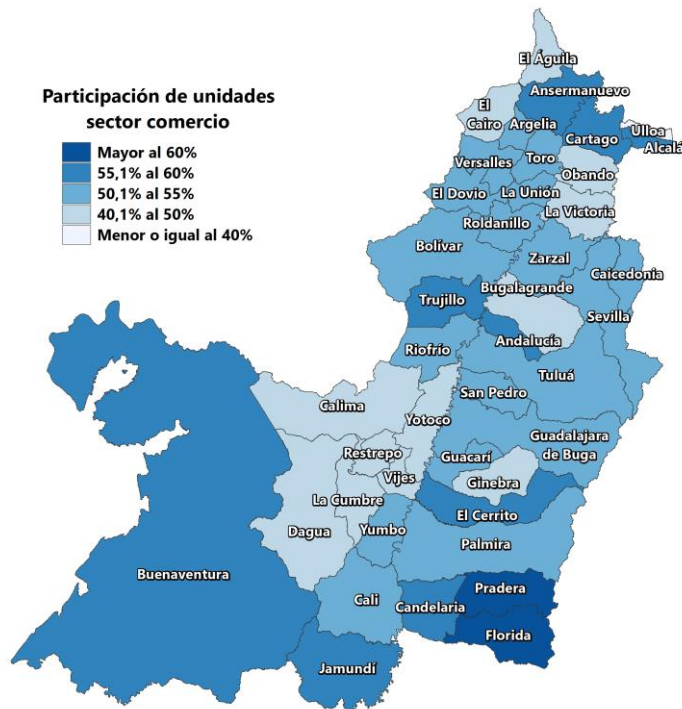 Participación de unidades
sector comercio
Mayor al 60%
55,1% al 60%
50,1% al 55%
40,1% al 50%
Menor o igual al 40%
El Águila
Ansermanuevo
El
Cairo
Argelia
Cartago
Ulloa
Alcalá
Versalles
Toro
Obando
El Dovio
La Unión
La Victoria
Roldanillo
Bolívar
Zarzal
Caicedonia
Bugalagrande
Trujillo
Sevilla
Andalucía
Riofrío
Tuluá
San Pedro
Calima
Yotoco
Guadalajara
de Buga
Restrepo
Guacarí
Vijes
Ginebra
La Cumbre
El Cerrito
Dagua
Yumbo
Palmira
Buenaventura
Pradera
Cali
Candelaria
Florida
Jamundí